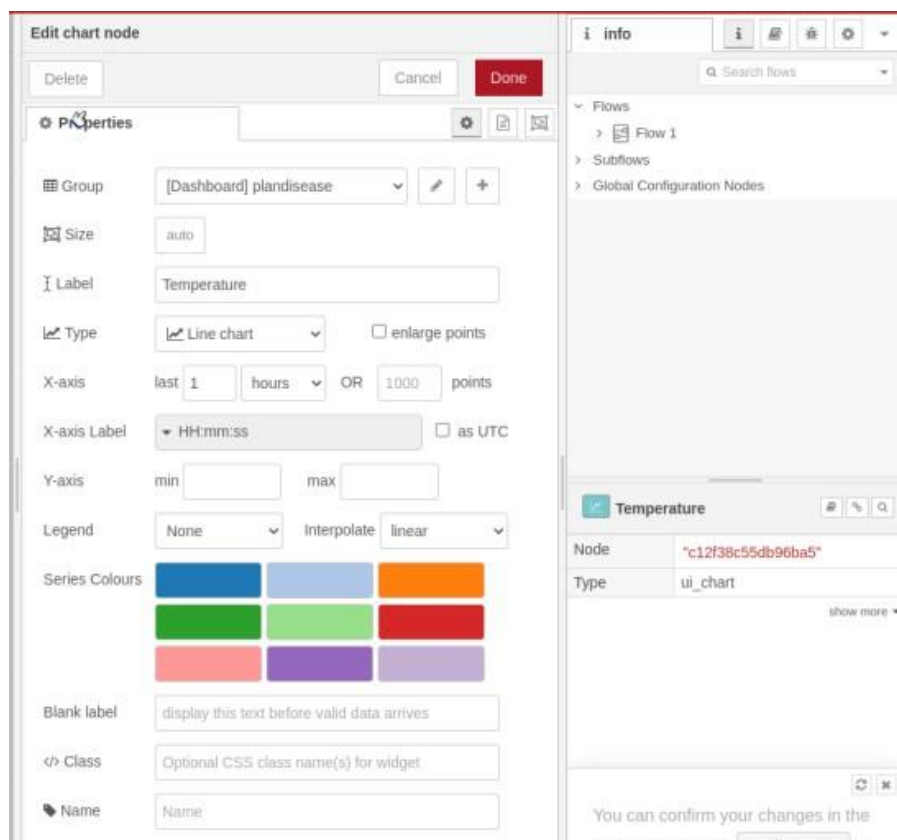 Edit chart node
Delete
Cancel
Done
Properties
Group
[Dashboard] plandisease
Size
auto
Label
Temperature
Type
Line chart
enlarge points
X-axis
last 1 hours OR 1000 points
X-axis Label
HH:mm:ss
as UTC
Y-axis
min
max
Legend
None
Interpolate
linear
Series Colours
Blank label
display this text before valid data arrives
</> Class
Optional CSS class name(s) for widget
Name
Name
i info
i
Search flows
Flows
Flow 1
Subflows
Global Configuration Nodes
Temperature
Node
"c12f38c55db96ba5"
Type
ui_chart
show more
You can confirm your changes in the